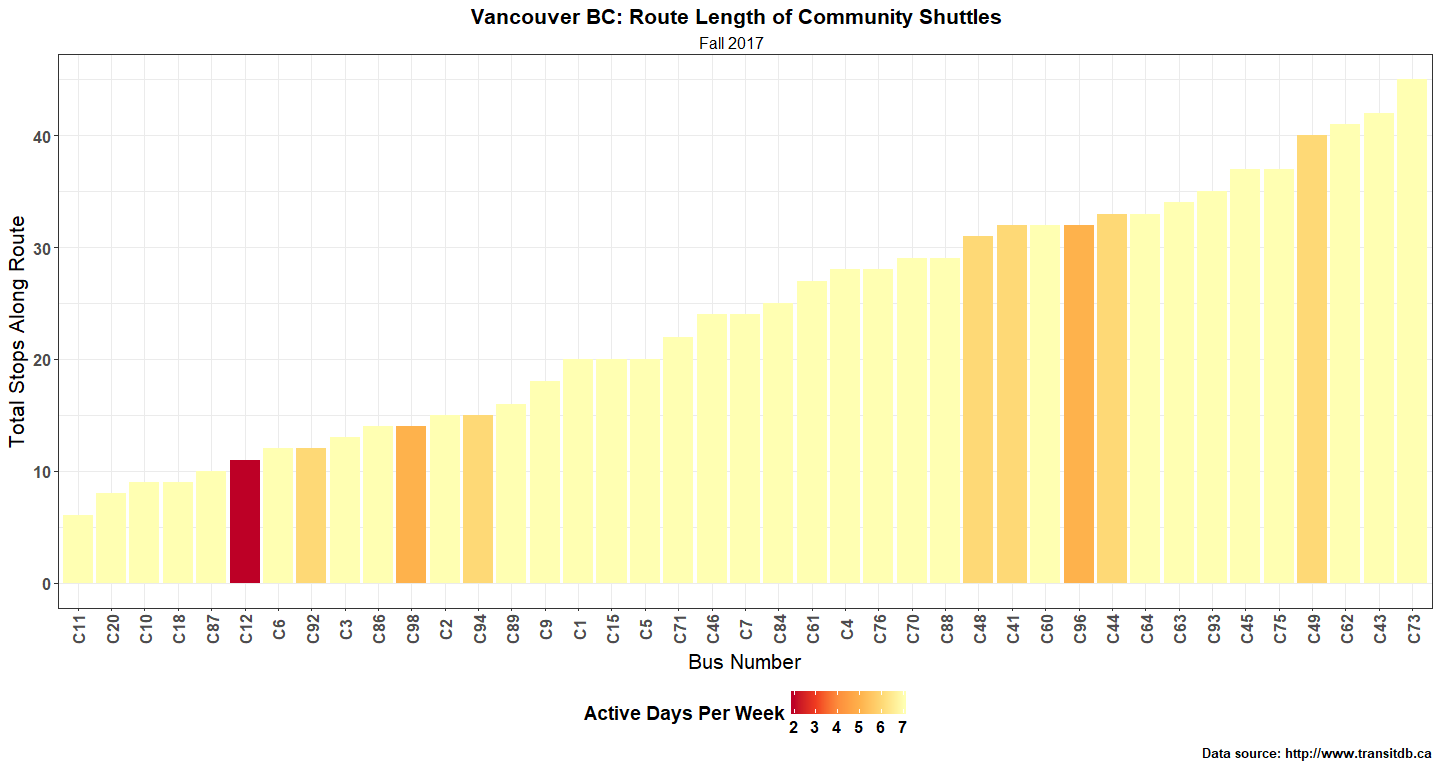 Vancouver BC: Route Length of Community Shuttles
Fall 2017
Total Stops Along Route
40
30
20
10
0
C11 C20 C10 C18 C87 C12 C6 C92 C3 C86 C98 C2 C94 C89 C9 C1 C15 C5 C71 C46 C7 C84 C61 C4 C76 C70 C88 C48 C41 C60 C96 C44 C64 C63 C93 C45 C75 C49 C62 C43 C73
Bus Number
Active Days Per Week
2 3 4 5 6 7
Data source: http://www.transitdb.ca